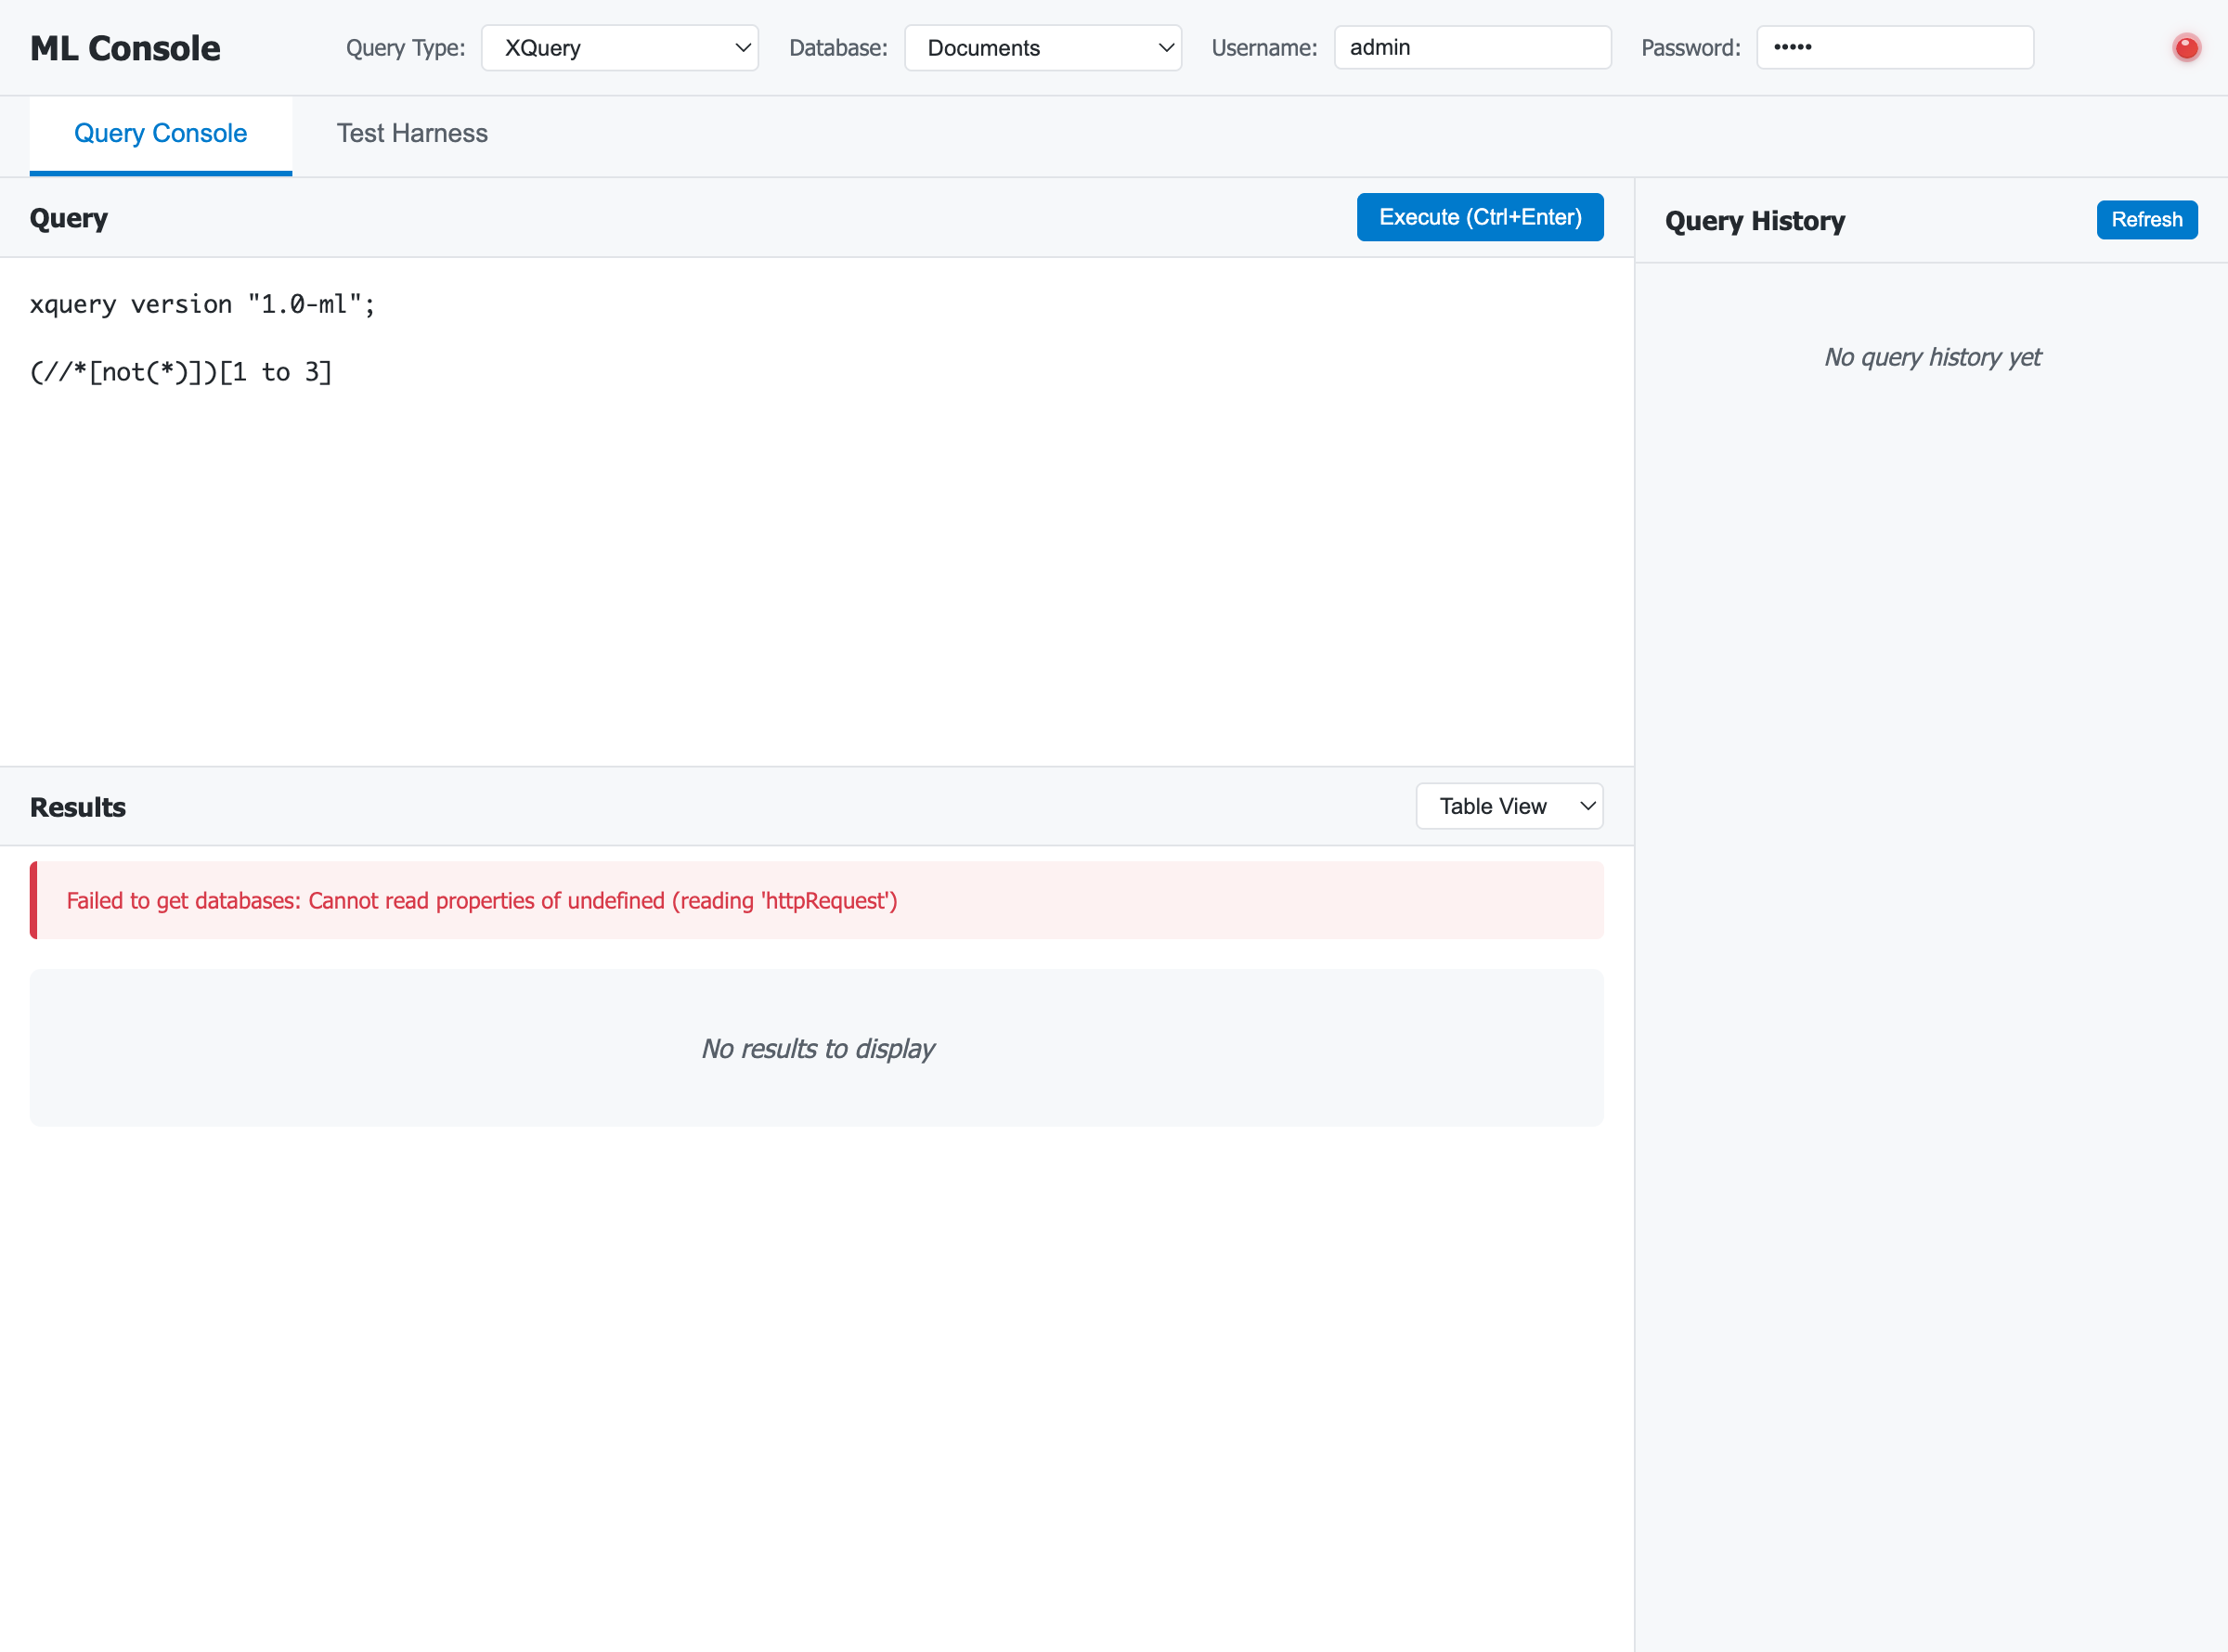 ML Console
Query Type: XQuery
Database: Documents
Username: admin
Password: •••••
Query Console
Test Harness
Query
Execute (Ctrl+Enter)
xquery version "1.0-ml";
(//*[not(*)])[1 to 3]
Results
Table View
Failed to get databases: Cannot read properties of undefined (reading 'httpRequest')
No results to display
Query History
Refresh
No query history yet